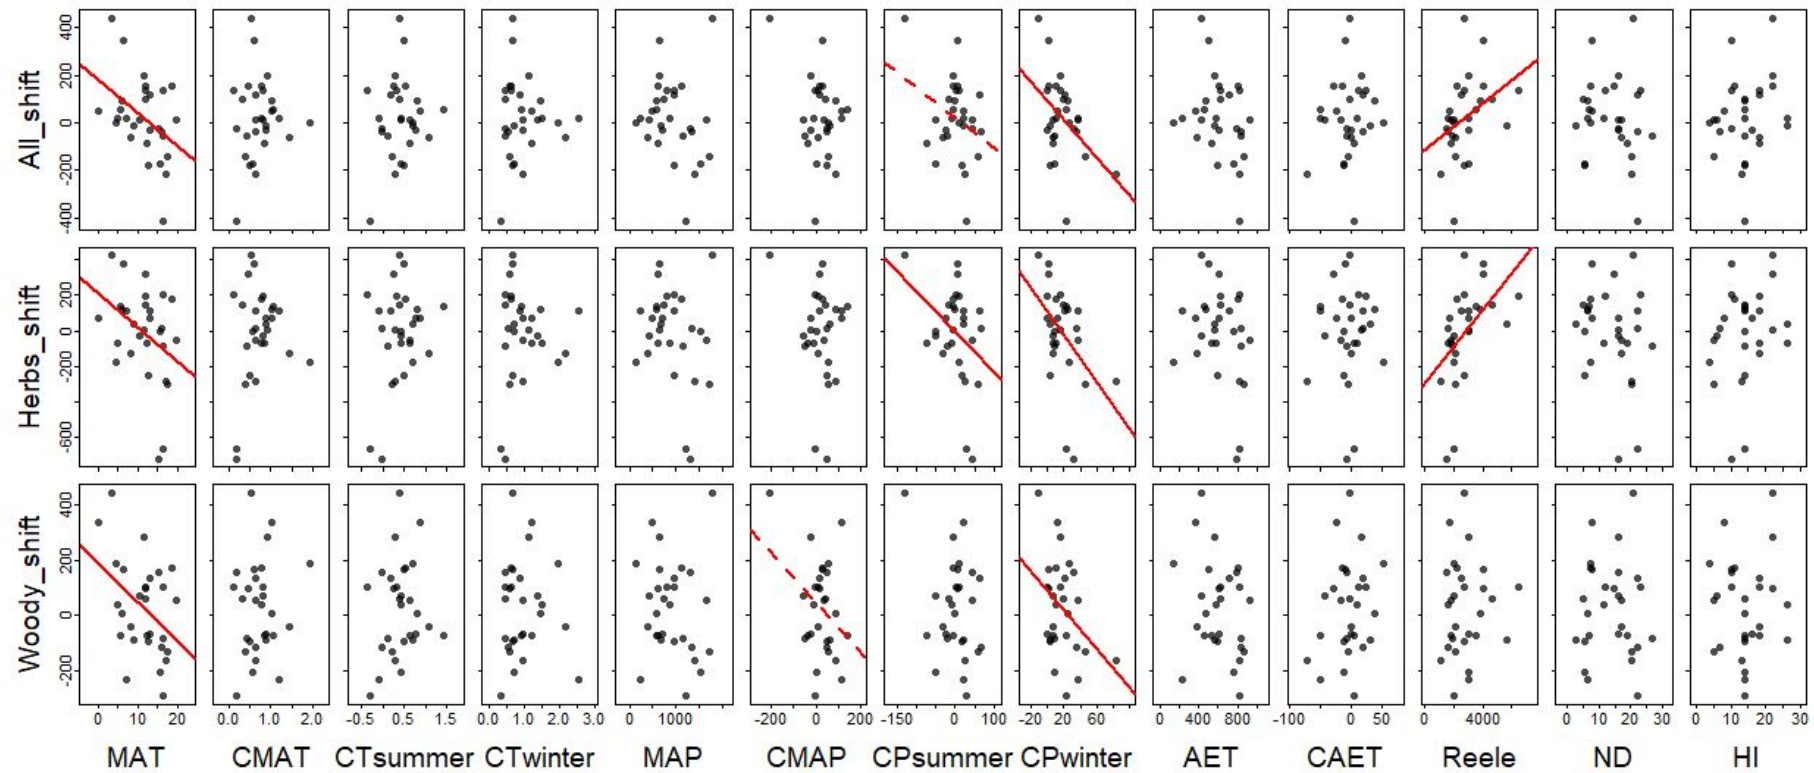 All_shift
400
200
0
-200
-400
Herbs_shift
200
0
-200
-600
Woody_shift
400
200
0
-200
0 10 20
0.0 1.0 2.0
-0.5 0.5 1.5
0.0 1.0 2.0 3.0
0 1000
-200 0 200
-150 0 100
-20 20 60
0 400 800
-100 0 50
0 4000
0 10 20 30
0 10 20 30
MAT CMAT CTsummer CTwinter MAP CMAP CPsummer CPwinter AET CAET Reele ND HI